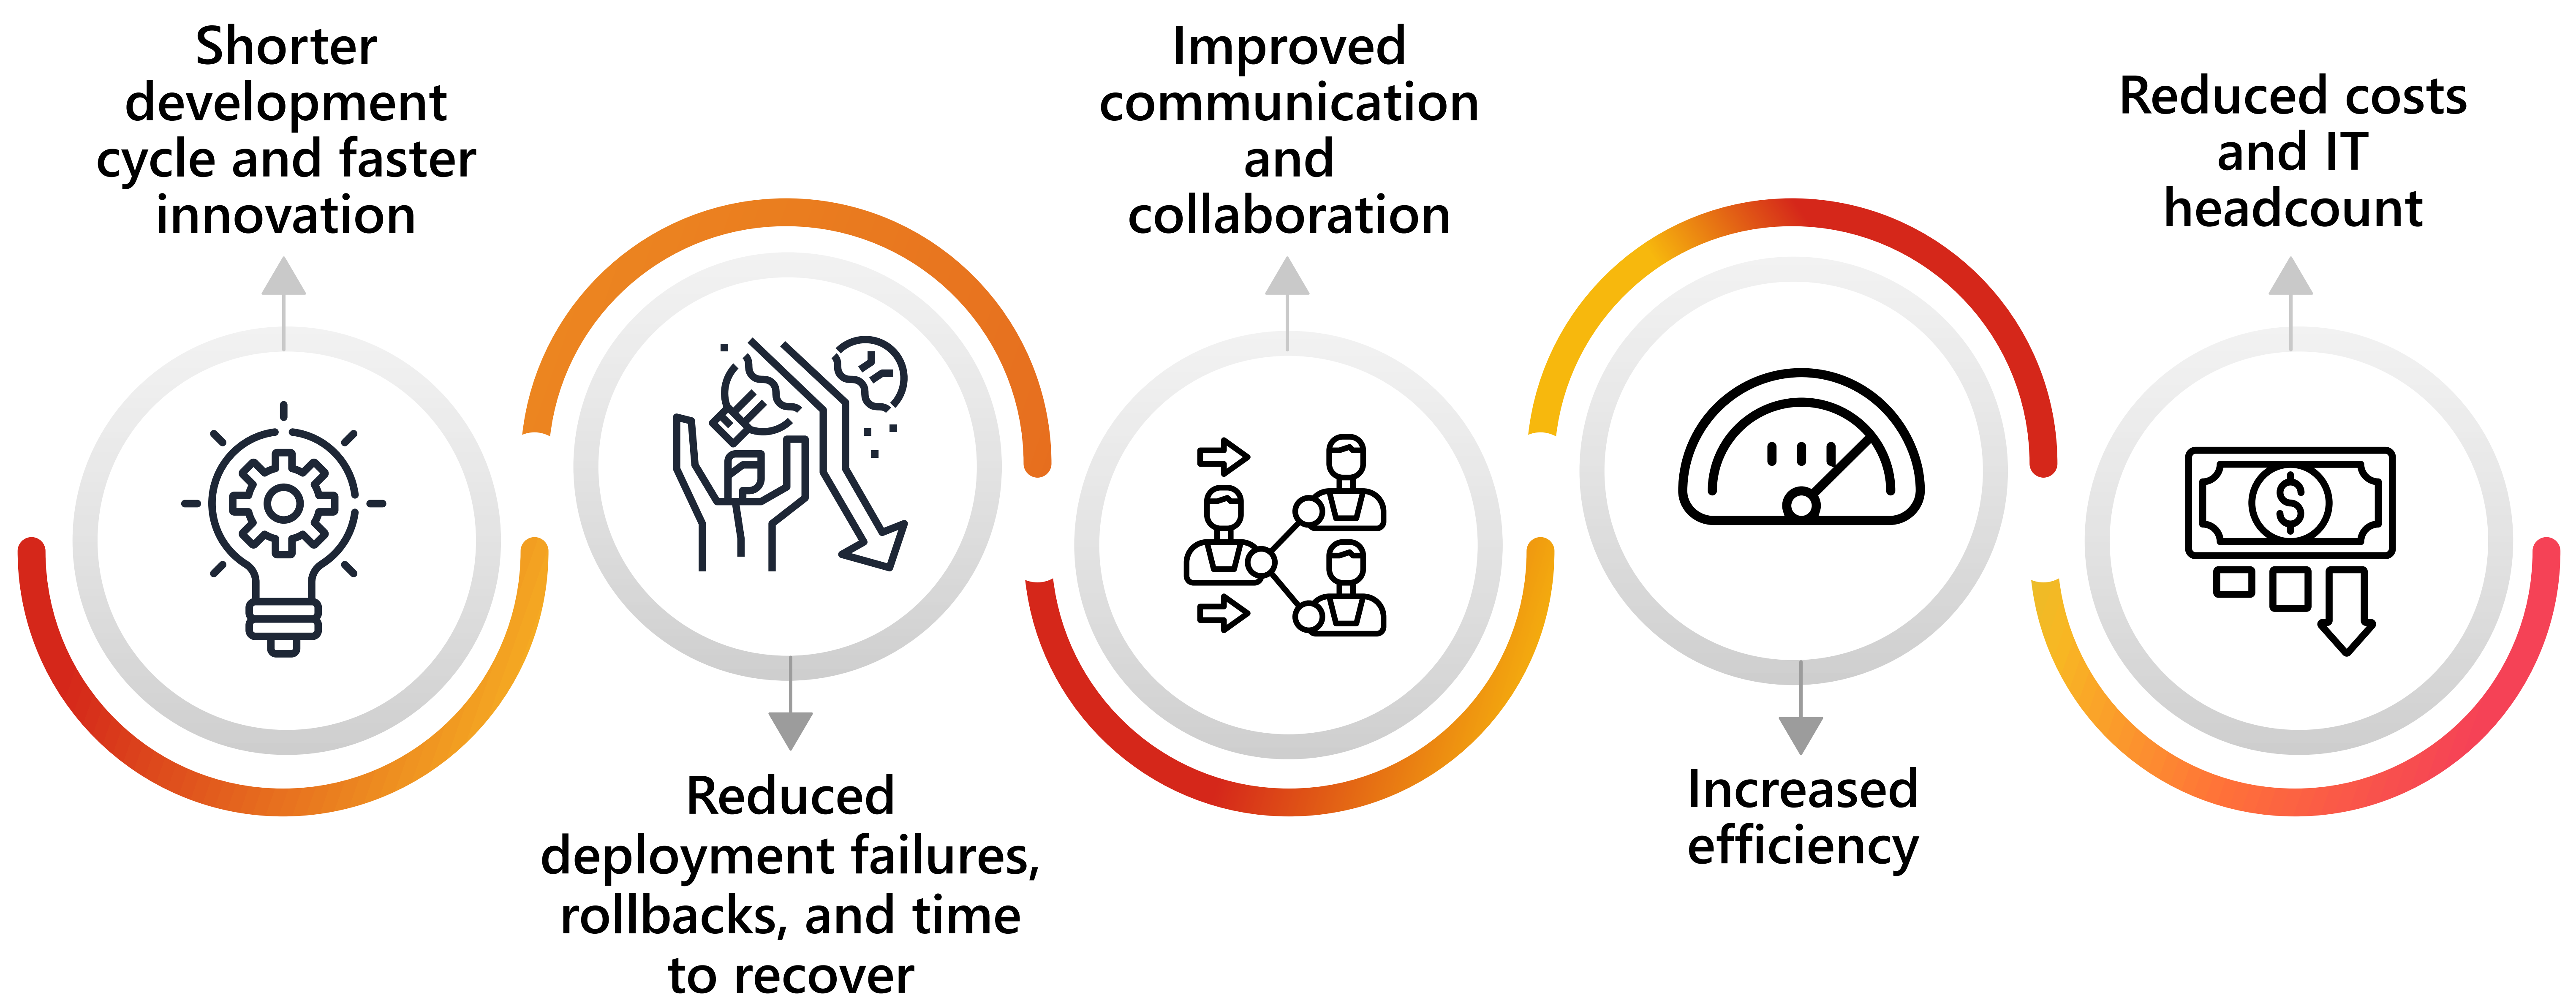 Shorter
development
cycle and faster
innovation
Reduced
deployment failures,
rollbacks, and time
to recover
Improved
communication
and
collaboration
Increased
efficiency
Reduced costs
and IT
headcount
$